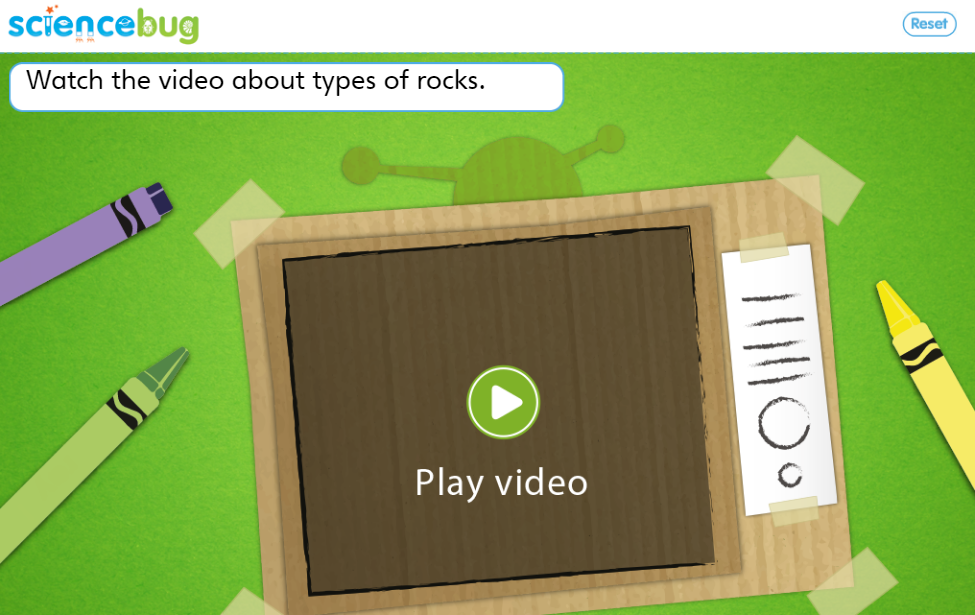 sciencebug
Reset
Watch the video about types of rocks.
Play video